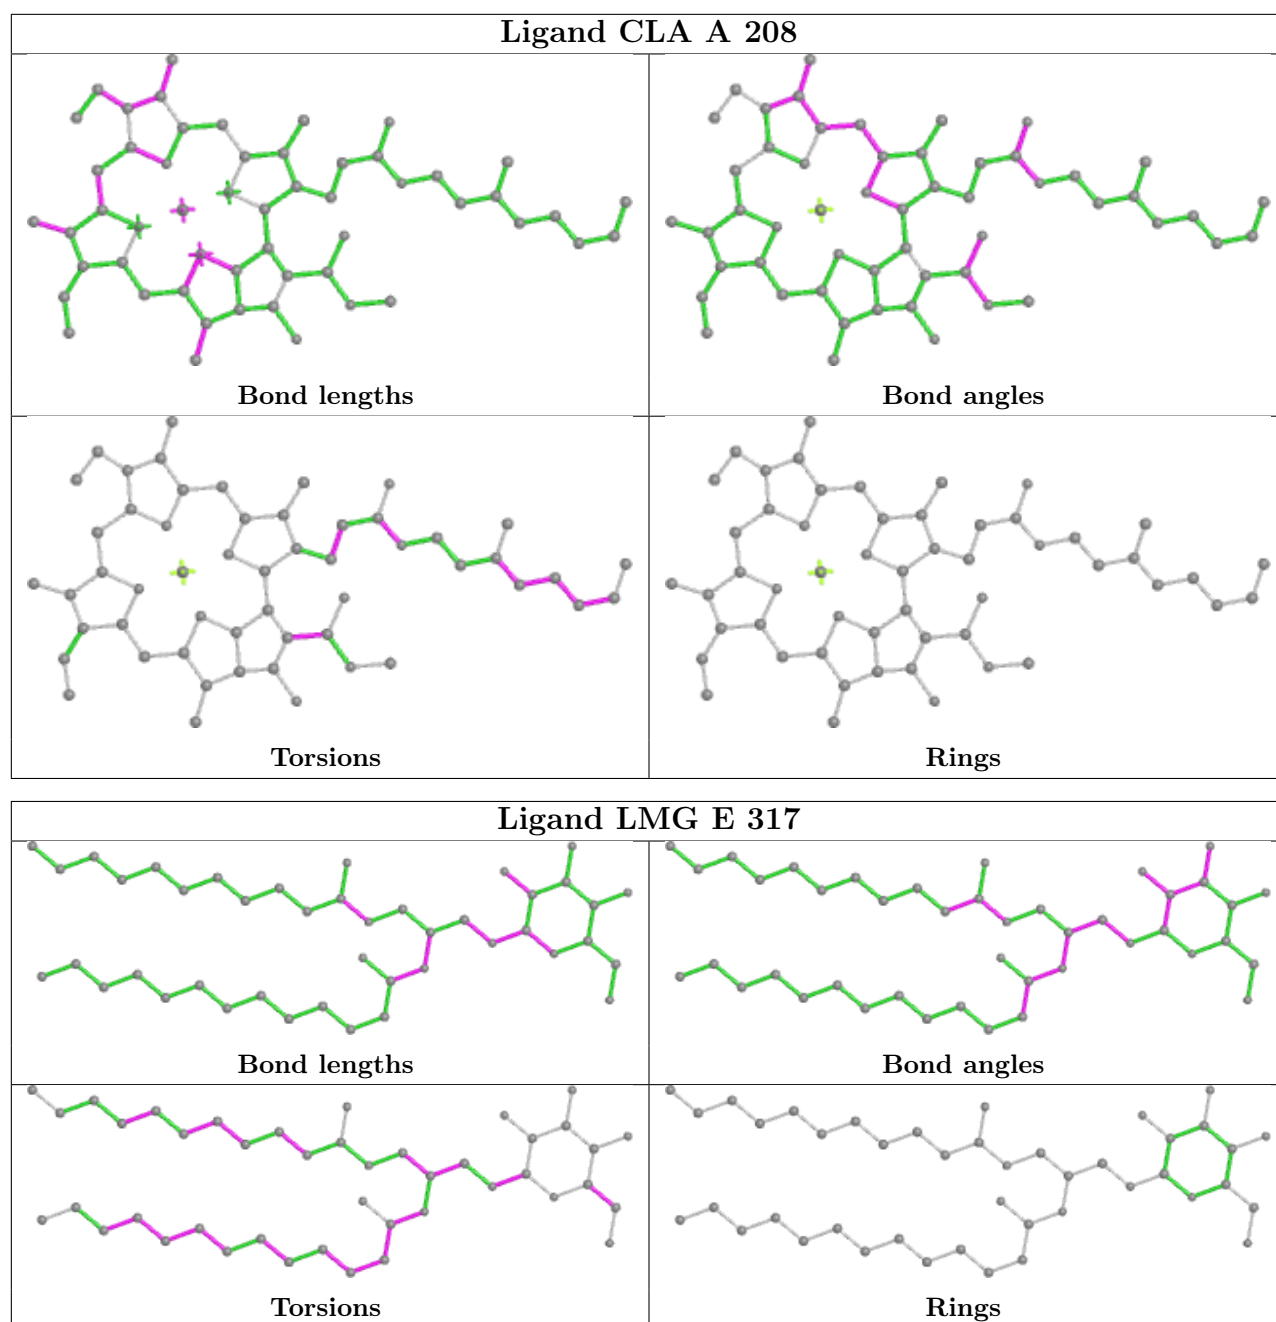 Ligand CLA A 208
Bond lengths
Bond angles
Torsions
Rings
Ligand LMG E 317
Bond lengths
Bond angles
Torsions
Rings